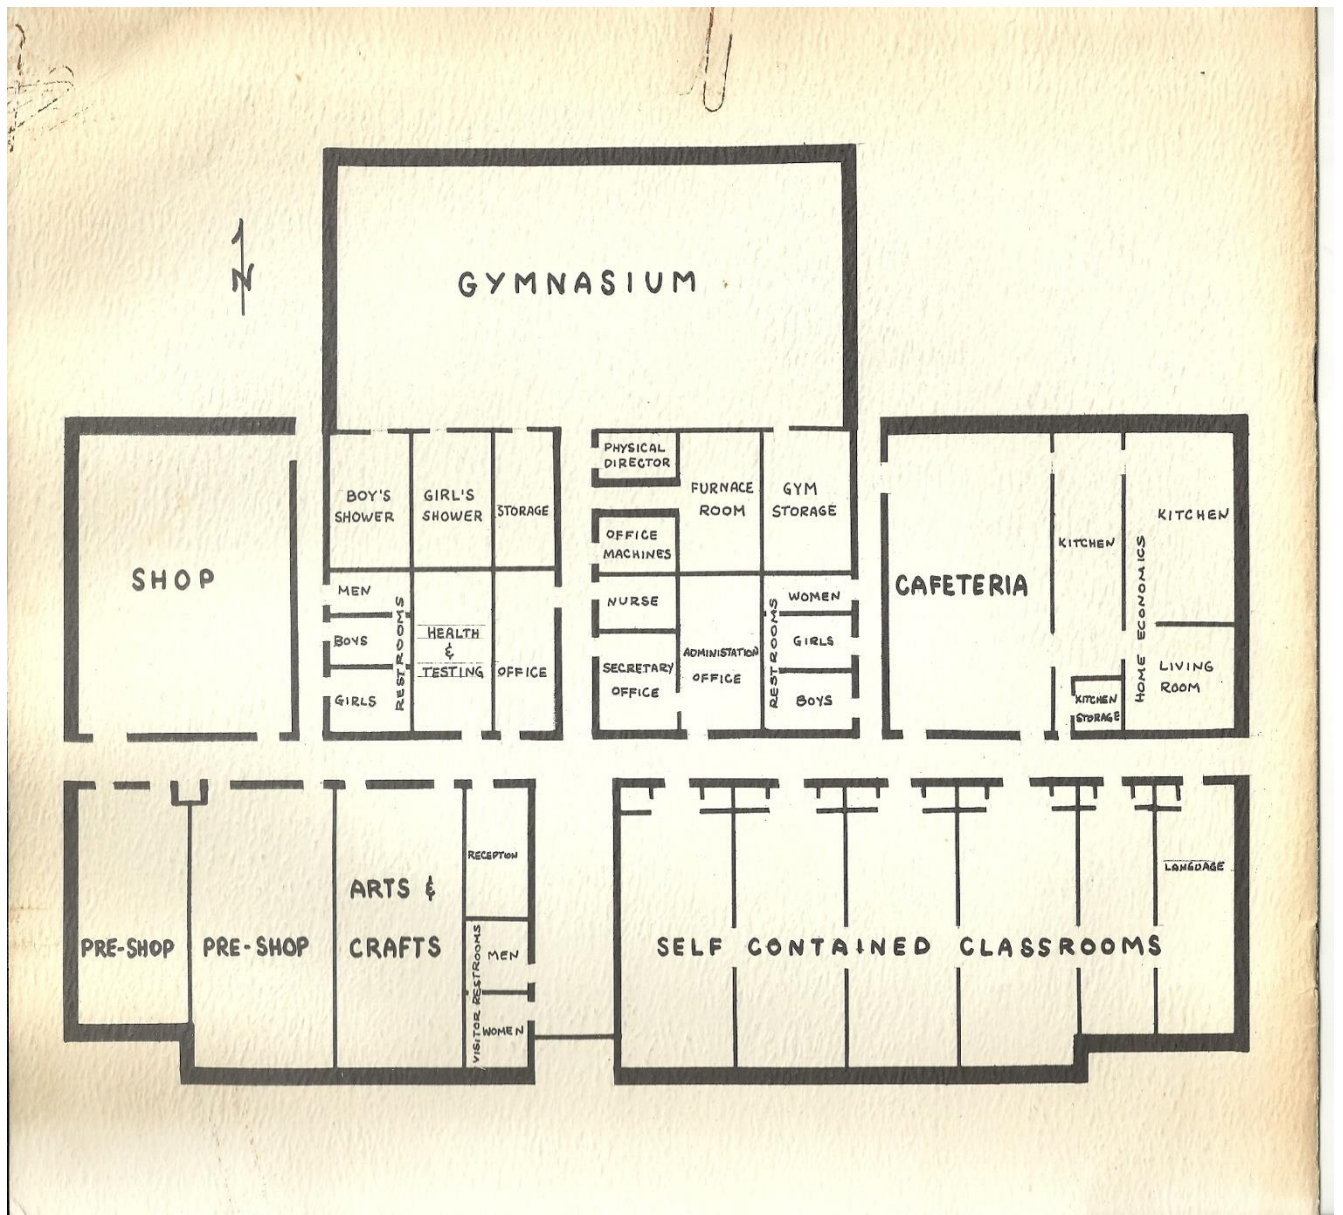 N
GYMNASIUM
SHOP
BOY'S
SHOWER
GIRL'S
SHOWER
STORAGE
MEN
BOYS
GIRLS
RESTROOMS
HEALTH
&
TESTING
OFFICE
PHYSICAL
DIRECTOR
OFFICE
MACHINES
NURSE
SECRETARY
OFFICE
FURNACE
ROOM
ADMINISTATION
OFFICE
GYM
STORAGE
RESTROOMS
WOMEN
GIRLS
BOYS
CAFETERIA
KITCHEN
KITCHEN
STORAGE
HOME ECONOMICS
KITCHEN
LIVING
ROOM
PRE-SHOP
PRE-SHOP
ARTS &
CRAFTS
RECEPTION
VISITOR RESTROOMS
MEN
WOMEN
SELF CONTAINED CLASSROOMS
LANGUAGE